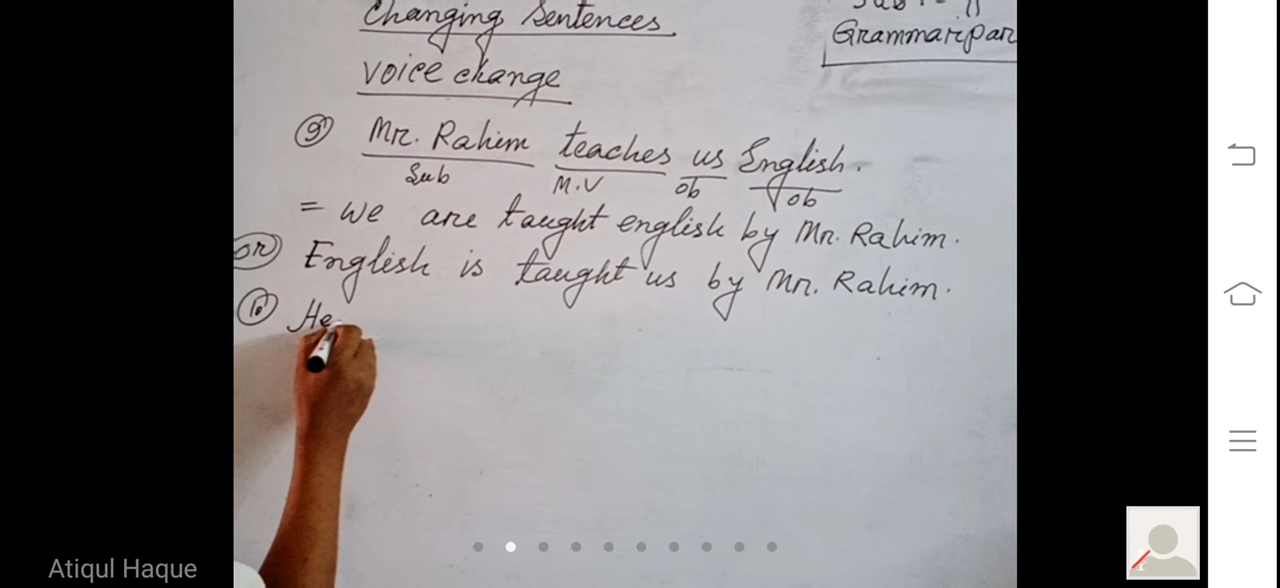 Changing Sentences
Grammar par
Voice change
9 Mr. Rahim teaches us English.
Sub M.V ob ob
= We are taught english by Mr. Rahim.
or English is taught us by Mr. Rahim.
10 He
Atiqul Haque